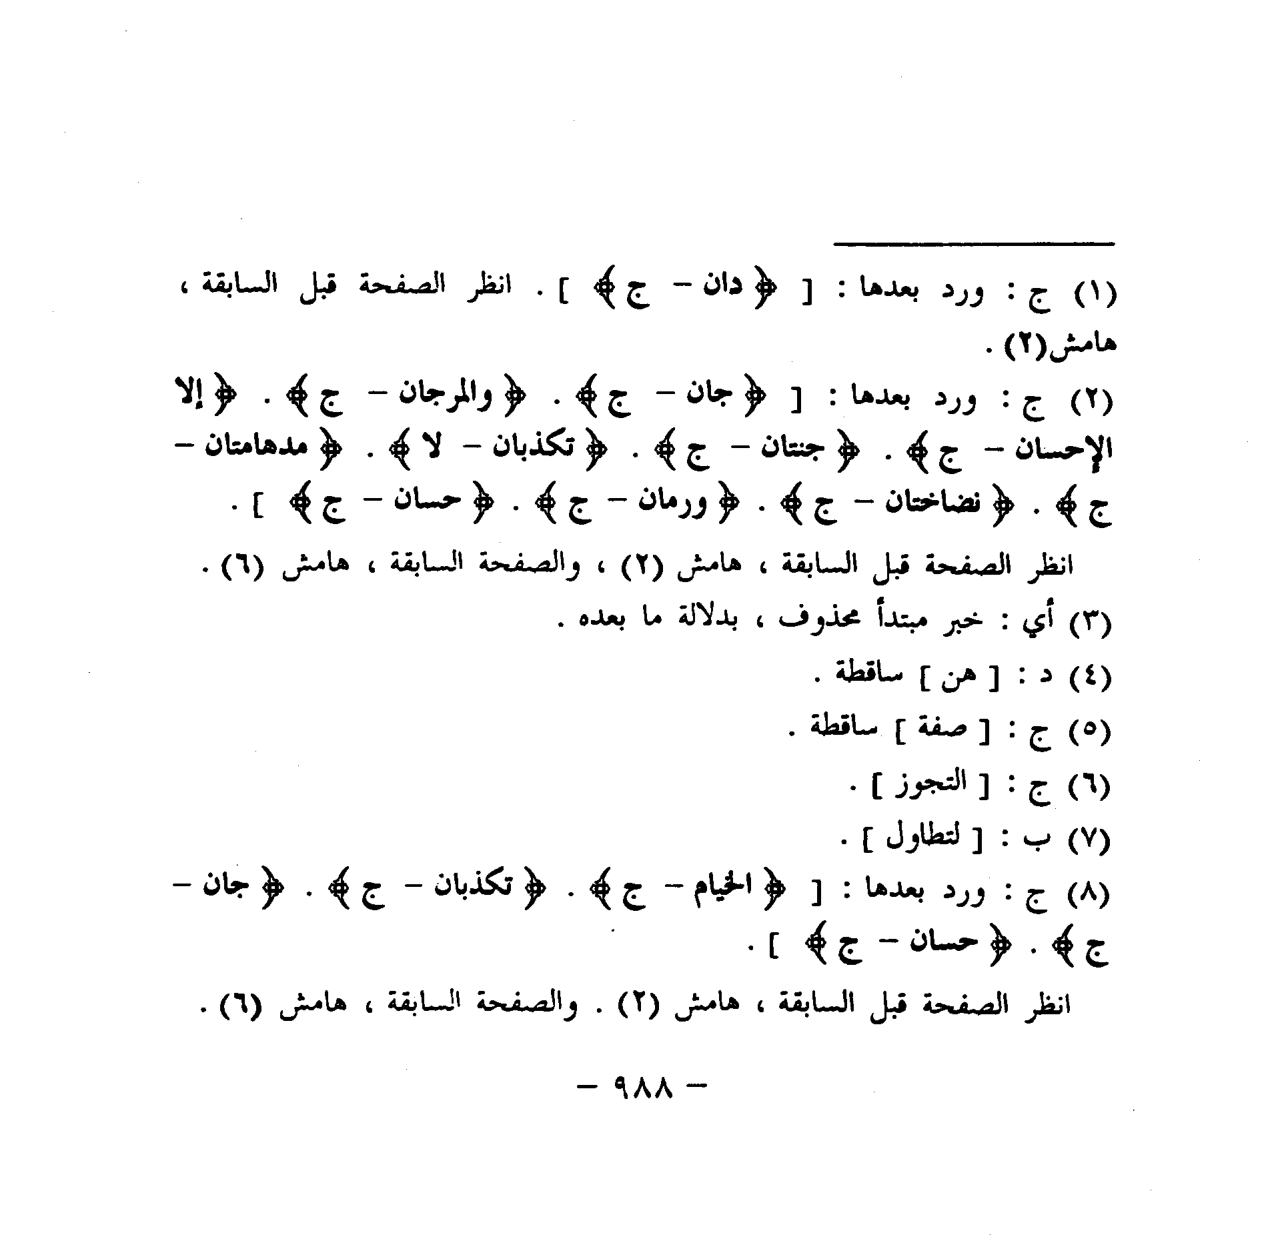 (١) ج : ورد بعدها : [ ﴿ دان – ج ﴾ ] . انظر الصفحة قبل السابقة ،
هامش(٢) .
(٢) ج : ورد بعدها : [ ﴿ جان – ج ﴾ . ﴿ والمرجان – ج ﴾ . ﴿ إلا
الإحسان – ج ﴾ . ﴿ جنتان – ج ﴾ . ﴿ تكذبان – لا ﴾ . ﴿ مدهامتان –
ج ﴾ . ﴿ نضاختان – ج ﴾ . ﴿ ورمان – ج ﴾ . ﴿ حسان – ج ﴾ ] .
انظر الصفحة قبل السابقة ، هامش (٢) ، والصفحة السابقة ، هامش (٦) .
(٣) أي : خبر مبتدأ محذوف ، بدلالة ما بعده .
(٤) د : [ هن ] ساقطة .
(٥) ج : [ صفة ] ساقطة .
(٦) ج : [ التجوز ] .
(٧) ب : [ لتطاول ] .
(٨) ج : ورد بعدها : [ ﴿ الخيام – ج ﴾ . ﴿ تكذبان – ج ﴾ . ﴿ جان –
ج ﴾ . ﴿ حسان – ج ﴾ ] .
انظر الصفحة قبل السابقة ، هامش (٢) . والصفحة السابقة ، هامش (٦) .
– ٩٨٨ –